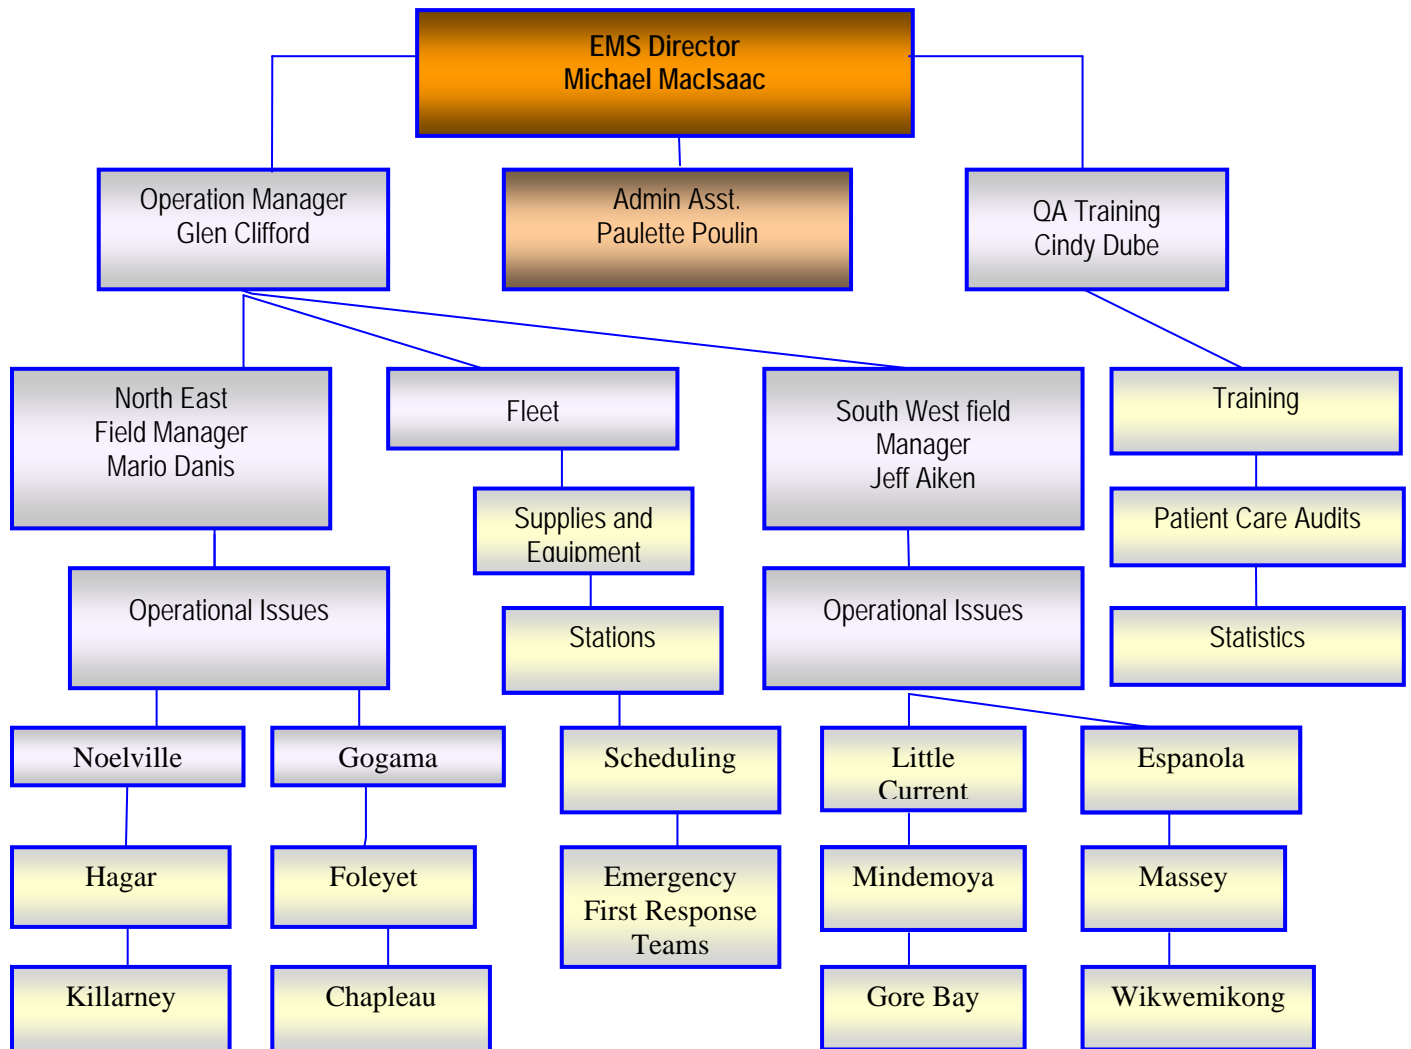 EMS Director
Michael MacIsaac
Operation Manager
Glen Clifford
Admin Asst.
Paulette Poulin
QA Training
Cindy Dube
North East
Field Manager
Mario Danis
Fleet
South West field
Manager
Jeff Aiken
Training
Supplies and
Equipment
Patient Care Audits
Operational Issues
Stations
Operational Issues
Statistics
Noelville
Gogama
Scheduling
Little
Current
Espanola
Hagar
Foleyet
Emergency
First Response
Teams
Mindemoya
Massey
Killarney
Chapleau
Gore Bay
Wikwemikong